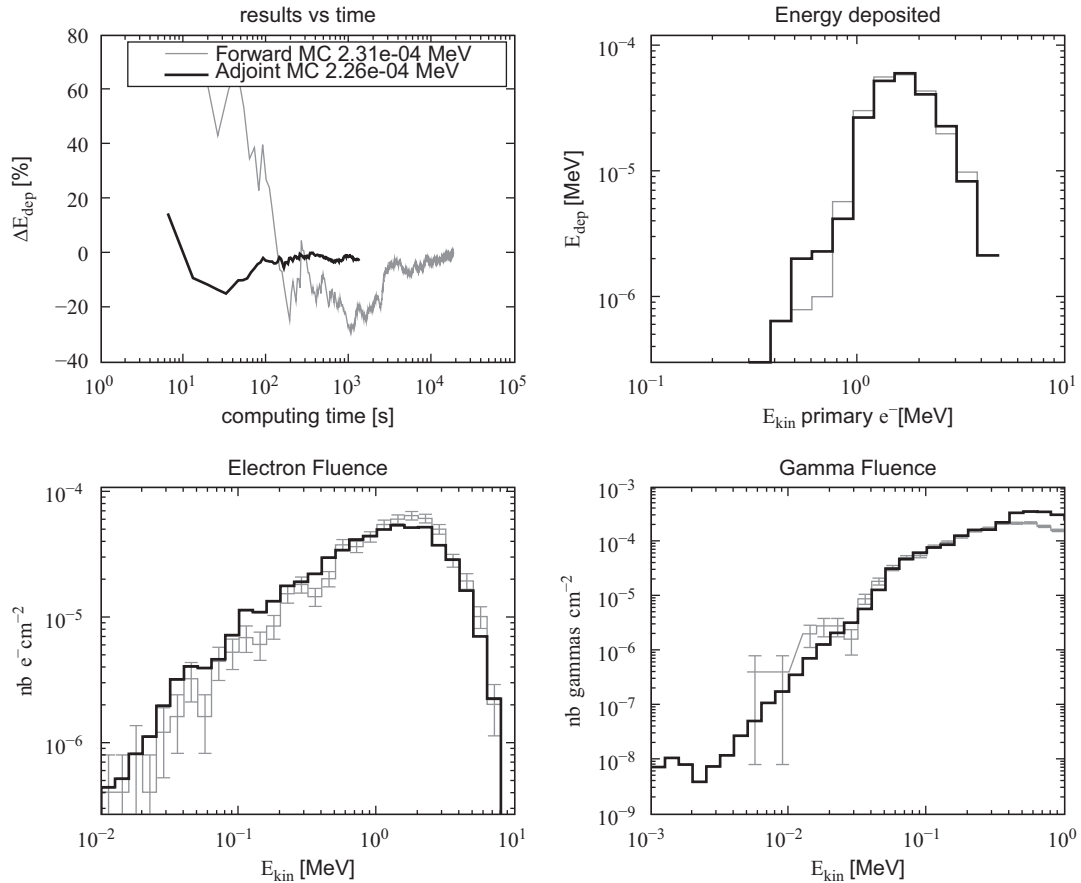 results vs time
80
60
40
20
0
−20
−40
ΔE_dep [%]
Forward MC 2.31e-04 MeV
Adjoint MC 2.26e-04 MeV
10^0 10^1 10^2 10^3 10^4 10^5
computing time [s]
Energy deposited
10^−4
10^−5
10^−6
E_dep [MeV]
10^−1 10^0 10^1
E_kin primary e^−[MeV]
Electron Fluence
10^−4
10^−5
10^−6
nb e^−cm^−2
10^−2 10^−1 10^0 10^1
E_kin [MeV]
Gamma Fluence
10^−3
10^−4
10^−5
10^−6
10^−7
10^−8
10^−9
nb gammas cm^−2
10^−3 10^−2 10^−1 10^0
E_kin [MeV]